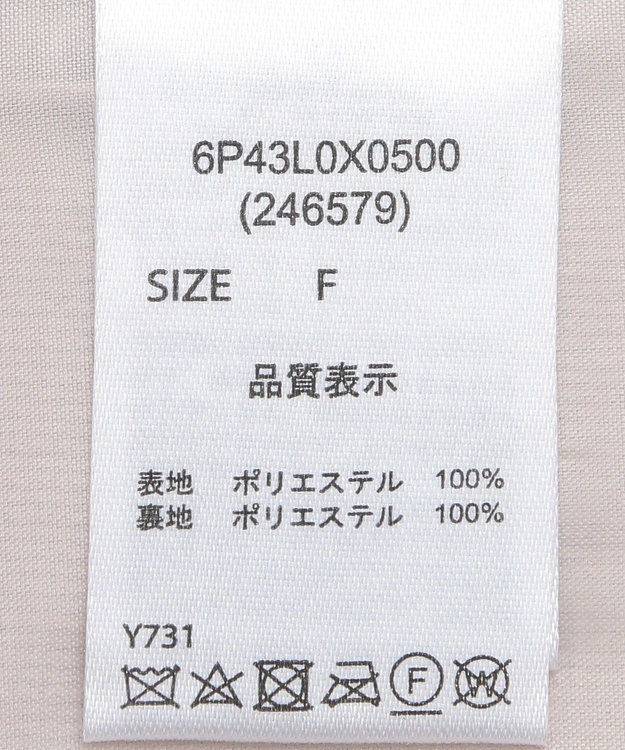 6P43L0X0500
(246579)
SIZE F
品質表示
表地 ポリエステル 100%
裏地 ポリエステル 100%
Y731
F W